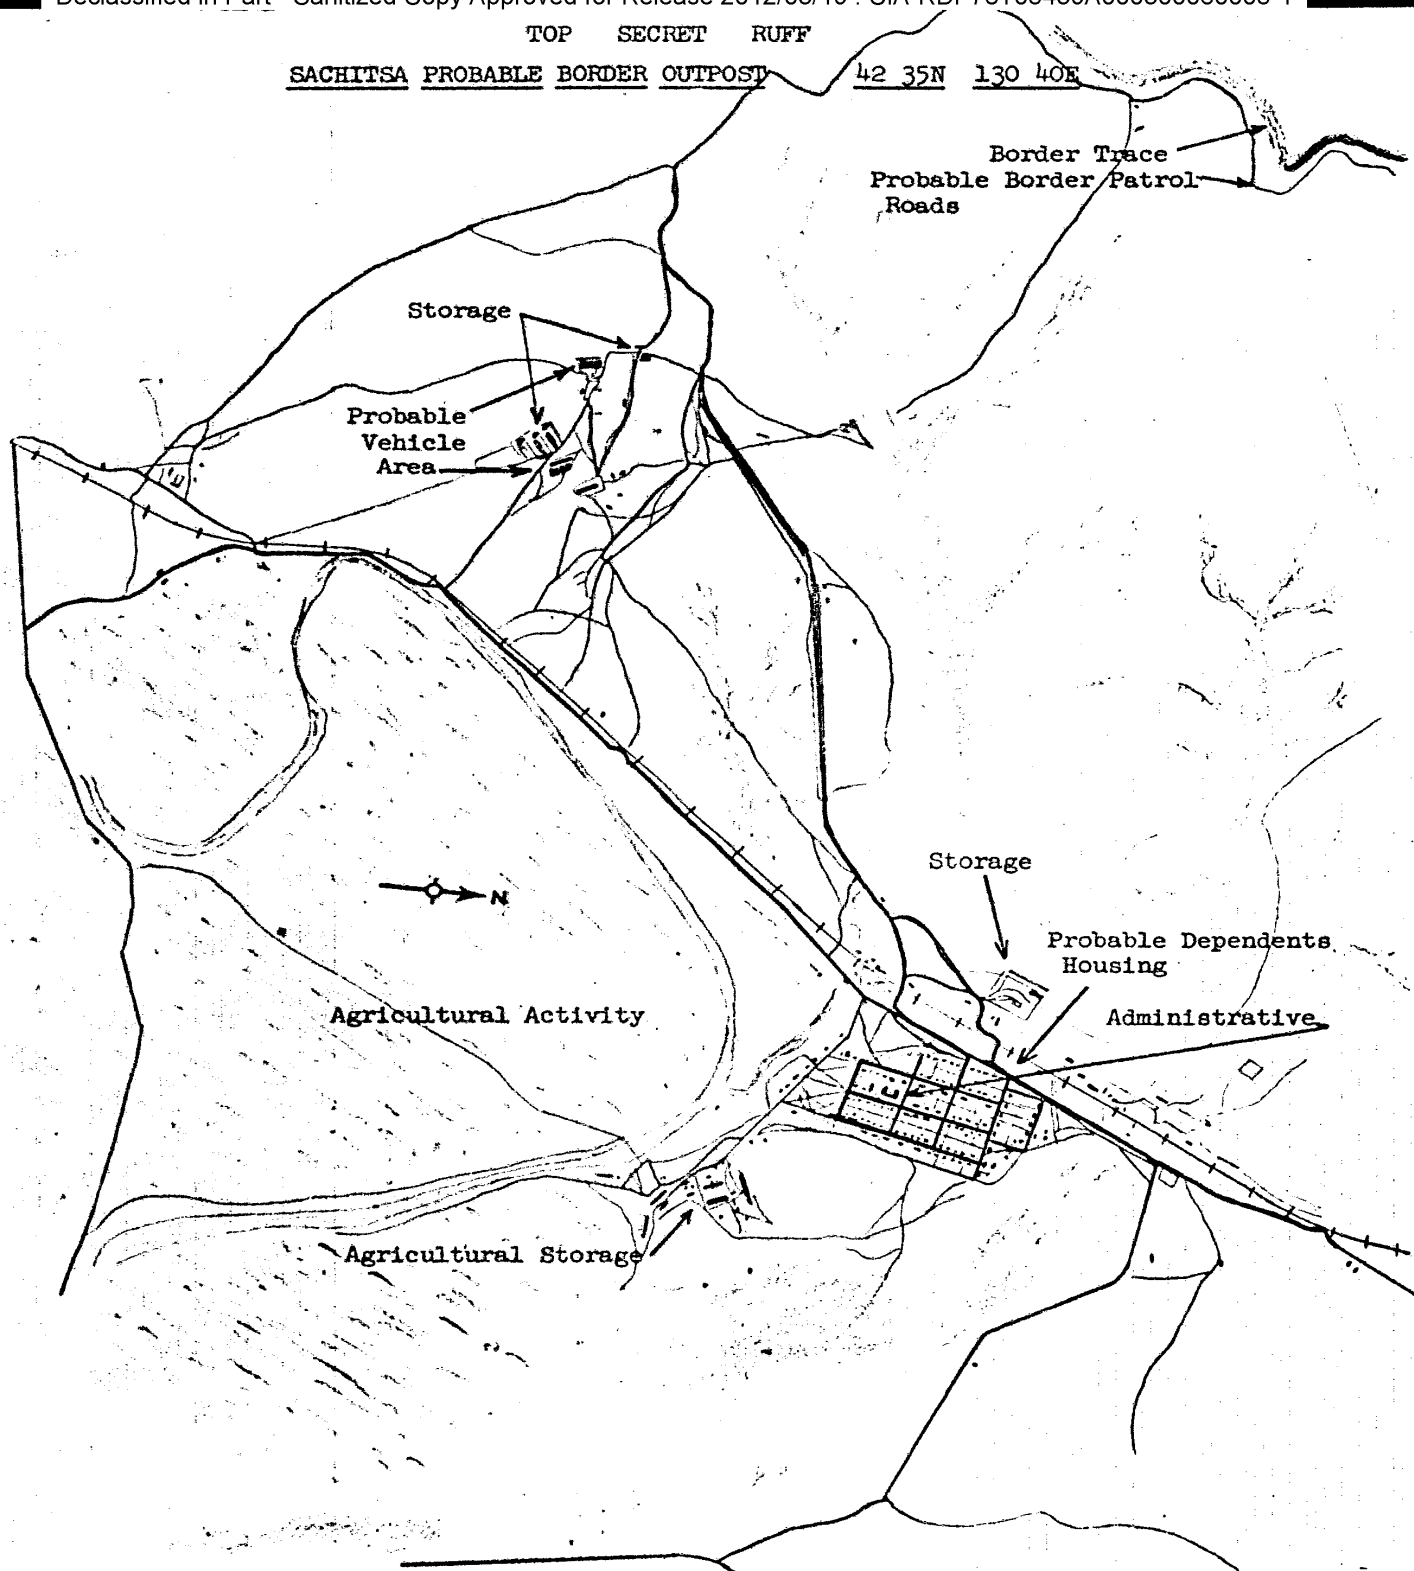 TOP SECRET RUFF
SACHITSA PROBABLE BORDER OUTPOST 42 35N 130 40E
Border Trace
Probable Border Patrol
Roads
Storage
Probable
Vehicle
Area
N
Storage
Probable Dependents
Housing
Agricultural Activity
Administrative
Agricultural Storage